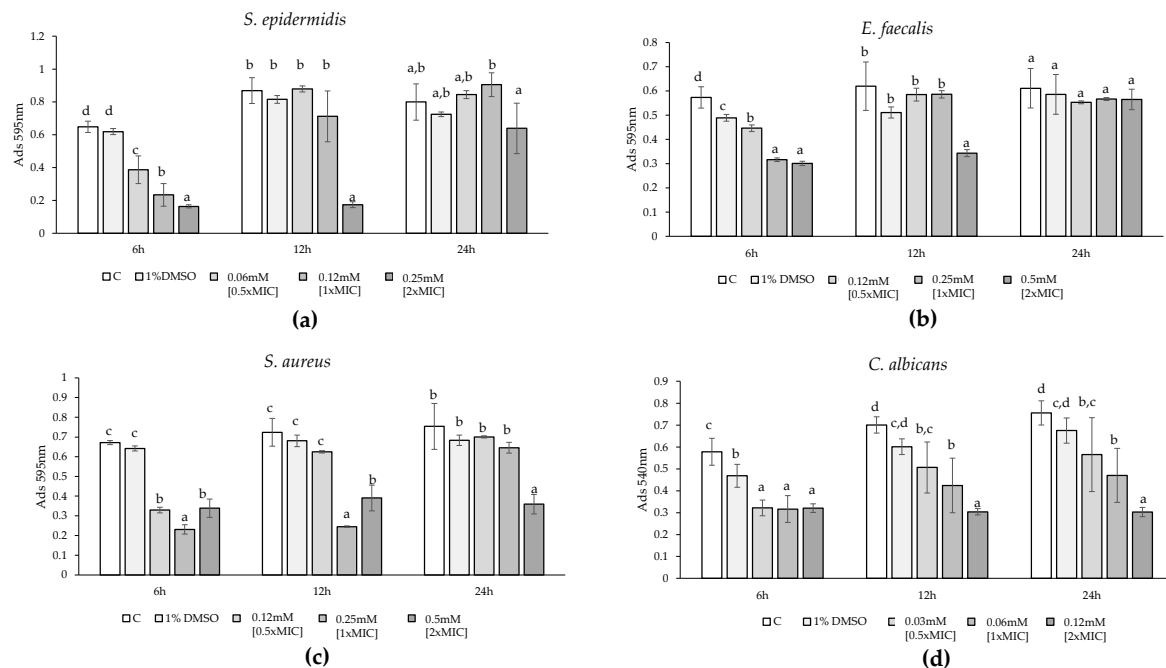 S. epidermidis
1.2
1
0.8
0.6
0.4
0.2
0
Ads 595nm
d d c b a
b b b b a
a,b a,b a,b b a
6h 12h 24h
C 1%DMSO 0.06mM 0.12mM 0.25mM
[0.5xMIC] [1xMIC] [2xMIC]
(a)
E. faecalis
0.8
0.7
0.6
0.5
0.4
0.3
0.2
0.1
0
Ads 595nm
d c b a a
b b b b a
a a a a a
6h 12h 24h
C 1% DMSO 0.12mM 0.25mM 0.5mM
[0.5xMIC] [1xMIC] [2xMIC]
(b)
S. aureus
1
0.9
0.8
0.7
0.6
0.5
0.4
0.3
0.2
0.1
0
Ads 595nm
c c b a b
c c c a b
b b b b a
6h 12h 24h
C 1% DMSO 0.12mM 0.25mM 0.5mM
[0.5xMIC] [1xMIC] [2xMIC]
(c)
C. albicans
0.9
0.8
0.7
0.6
0.5
0.4
0.3
0.2
0.1
0
Ads 540nm
c b a a a
d c,d b,c b a
d c,d b,c b a
6h 12h 24h
C 1% DMSO 0.03mM 0.06mM 0.12mM
[0.5xMIC] [1xMIC] [2xMIC]
(d)